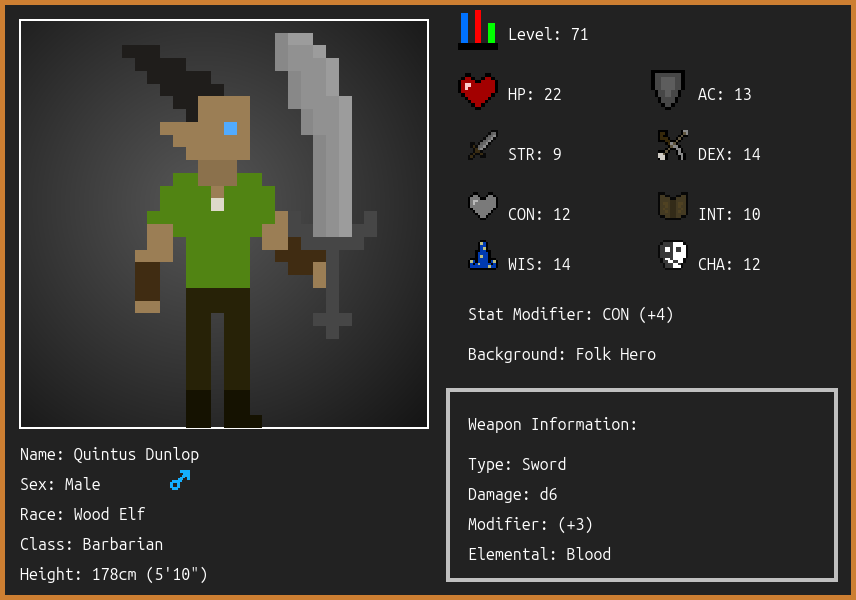 Level: 71
HP: 22
AC: 13
STR: 9
DEX: 14
CON: 12
INT: 10
WIS: 14
CHA: 12
Stat Modifier: CON (+4)
Background: Folk Hero
Weapon Information:
Type: Sword
Damage: d6
Modifier: (+3)
Elemental: Blood
Name: Quintus Dunlop
Sex: Male
Race: Wood Elf
Class: Barbarian
Height: 178cm (5'10")